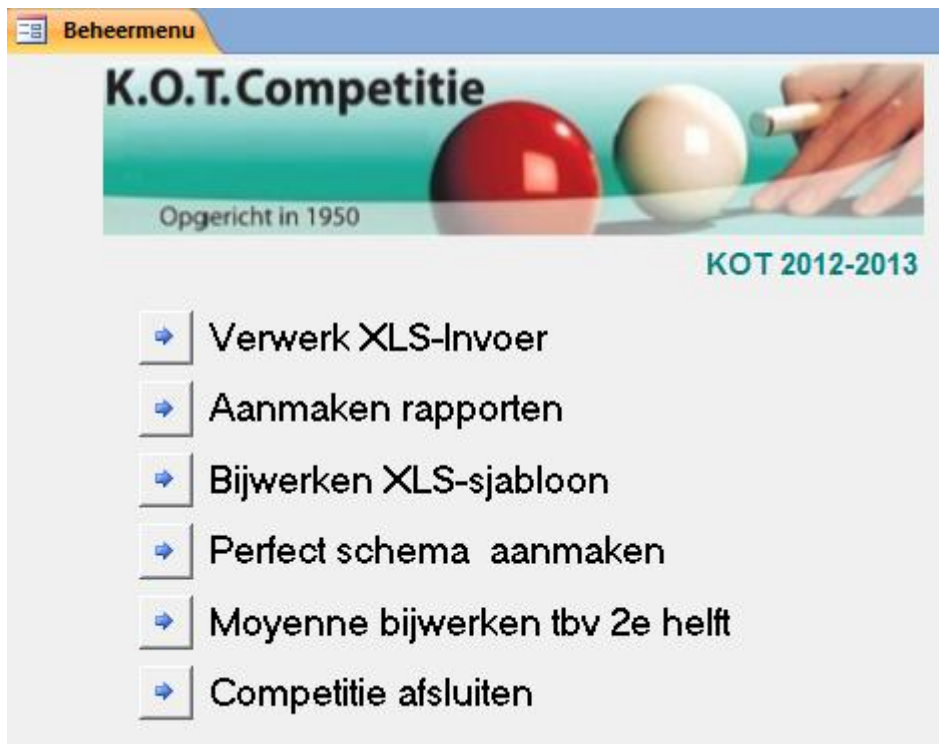 Beheermenu
K.O.T. Competitie
Opgericht in 1950
KOT 2012-2013
Verwerk XLS-Invoer
Aanmaken rapporten
Bijwerken XLS-sjabloon
Perfect schema  aanmaken
Moyenne bijwerken tbv 2e helft
Competitie afsluiten